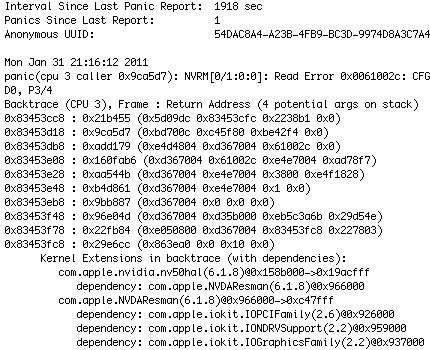 Interval Since Last Panic Report:  1918 sec
Panics Since Last Report:          1
Anonymous UUID:                    54DAC8A4-A23B-4FB9-BC3D-9974D8A3C7A4
Mon Jan 31 21:16:12 2011
panic(cpu 3 caller 0x9ca5d7): NVRM[0/1:0:0]: Read Error 0x0061002c: CFG
D0, P3/4
Backtrace (CPU 3), Frame : Return Address (4 potential args on stack)
0x83453cc8 : 0x21b455 (0x5d09dc 0x83453cfc 0x2238b1 0x0)
0x83453d18 : 0x9ca5d7 (0xbd700c 0xc45f80 0xbe42f4 0x0)
0x83453db8 : 0xadd179 (0xe4d4804 0xd367004 0x61002c 0x0)
0x83453e08 : 0x160fab6 (0xd367004 0x61002c 0xe4e7004 0xad78f7)
0x83453e28 : 0xaa544b (0xd367004 0xe4e7004 0x3800 0xe4f1828)
0x83453e48 : 0xb4d861 (0xd367004 0xe4e7004 0x1 0x0)
0x83453eb8 : 0x9bb887 (0xd367004 0x0 0x0 0x0)
0x83453f48 : 0x96e04d (0xd367004 0xd35b000 0xeb5c3a6b 0x29d54e)
0x83453f78 : 0x22fb84 (0xe050800 0xd367004 0x83453fc8 0x227803)
0x83453fc8 : 0x29e6cc (0x863ea0 0x0 0x10 0x0)
Kernel Extensions in backtrace (with dependencies):
com.apple.nvidia.nv50hal(6.1.8)@0x158b000->0x19acfff
dependency: com.apple.NVDAResman(6.1.8)@0x966000
com.apple.NVDAResman(6.1.8)@0x966000->0xc47fff
dependency: com.apple.iokit.IOPCIFamily(2.6)@0x926000
dependency: com.apple.iokit.IONDRVSupport(2.2)@0x959000
dependency: com.apple.iokit.IOGraphicsFamily(2.2)@0x937000